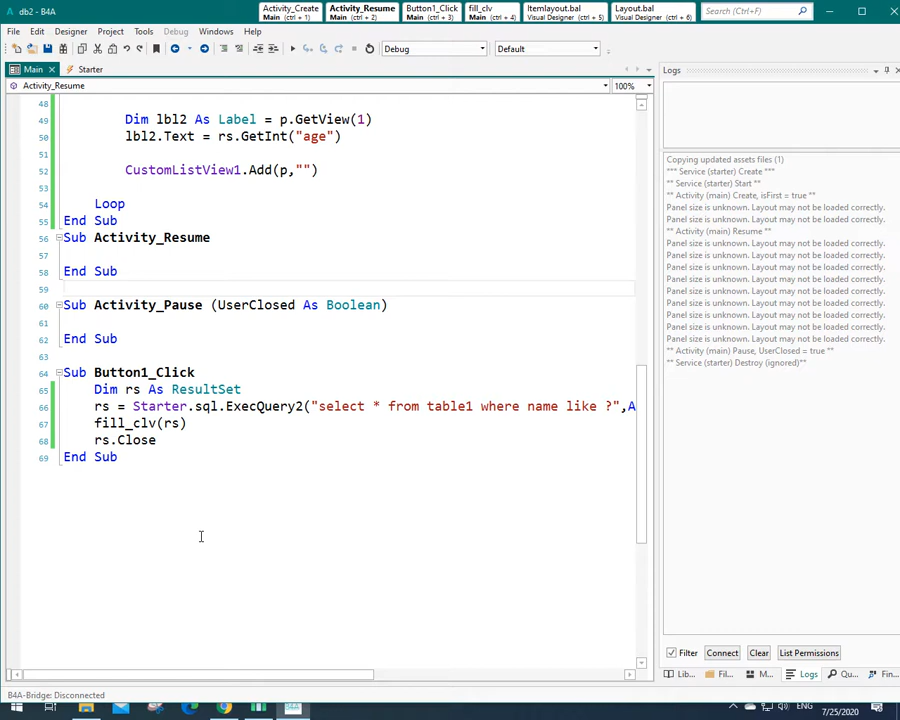 db2 - B4A
Activity_Create
Main (ctrl + 1)
Activity_Resume
Main (ctrl + 2)
Button1_Click
Main (ctrl + 3)
fill_clv
Main (ctrl + 4)
Itemlayout.bal
Visual Designer (ctrl + 5)
Layout.bal
Visual Designer (ctrl + 6)
Search (Ctrl+F)
File Edit Designer Project Tools Debug Windows Help
Debug
Default
Main
Starter
Logs
Activity_Resume
100%
48
49 Dim lbl2 As Label = p.GetView(1)
50 lbl2.Text = rs.GetInt("age")
51
52 CustomListView1.Add(p,"")
53
54 Loop
55 End Sub
56 Sub Activity_Resume
57
58 End Sub
59
60 Sub Activity_Pause (UserClosed As Boolean)
61
62 End Sub
63
64 Sub Button1_Click
65 Dim rs As ResultSet
66 rs = Starter.sql.ExecQuery2("select * from table1 where name like ?",A
67 fill_clv(rs)
68 rs.Close
69 End Sub
Copying updated assets files (1)
*** Service (starter) Create ***
** Service (starter) Start **
** Activity (main) Create, isFirst = true **
Panel size is unknown. Layout may not be loaded correctly.
Panel size is unknown. Layout may not be loaded correctly.
** Activity (main) Resume **
Panel size is unknown. Layout may not be loaded correctly.
Panel size is unknown. Layout may not be loaded correctly.
Panel size is unknown. Layout may not be loaded correctly.
Panel size is unknown. Layout may not be loaded correctly.
Panel size is unknown. Layout may not be loaded correctly.
Panel size is unknown. Layout may not be loaded correctly.
Panel size is unknown. Layout may not be loaded correctly.
Panel size is unknown. Layout may not be loaded correctly.
Panel size is unknown. Layout may not be loaded correctly.
** Activity (main) Pause, UserClosed = true **
** Service (starter) Destroy (ignored)**
Filter
Connect
Clear
List Permissions
Lib...
Fil...
M...
Logs
Qu...
Fin...
B4A-Bridge: Disconnected
ENG
7/25/2020